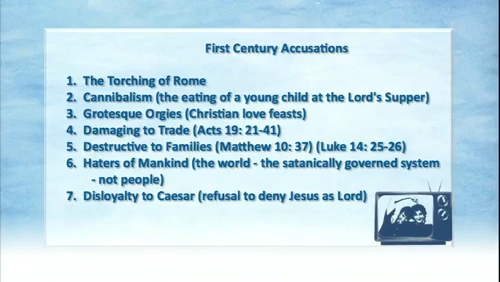 First Century Accusations
1. The Torching of Rome
2. Cannibalism (the eating of a young child at the Lord's Supper)
3. Grotesque Orgies (Christian love feasts)
4. Damaging to Trade (Acts 19: 21-41)
5. Destructive to Families (Matthew 10: 37) (Luke 14: 25-26)
6. Haters of Mankind (the world - the satanically governed system
- not people)
7. Disloyalty to Caesar (refusal to deny Jesus as Lord)